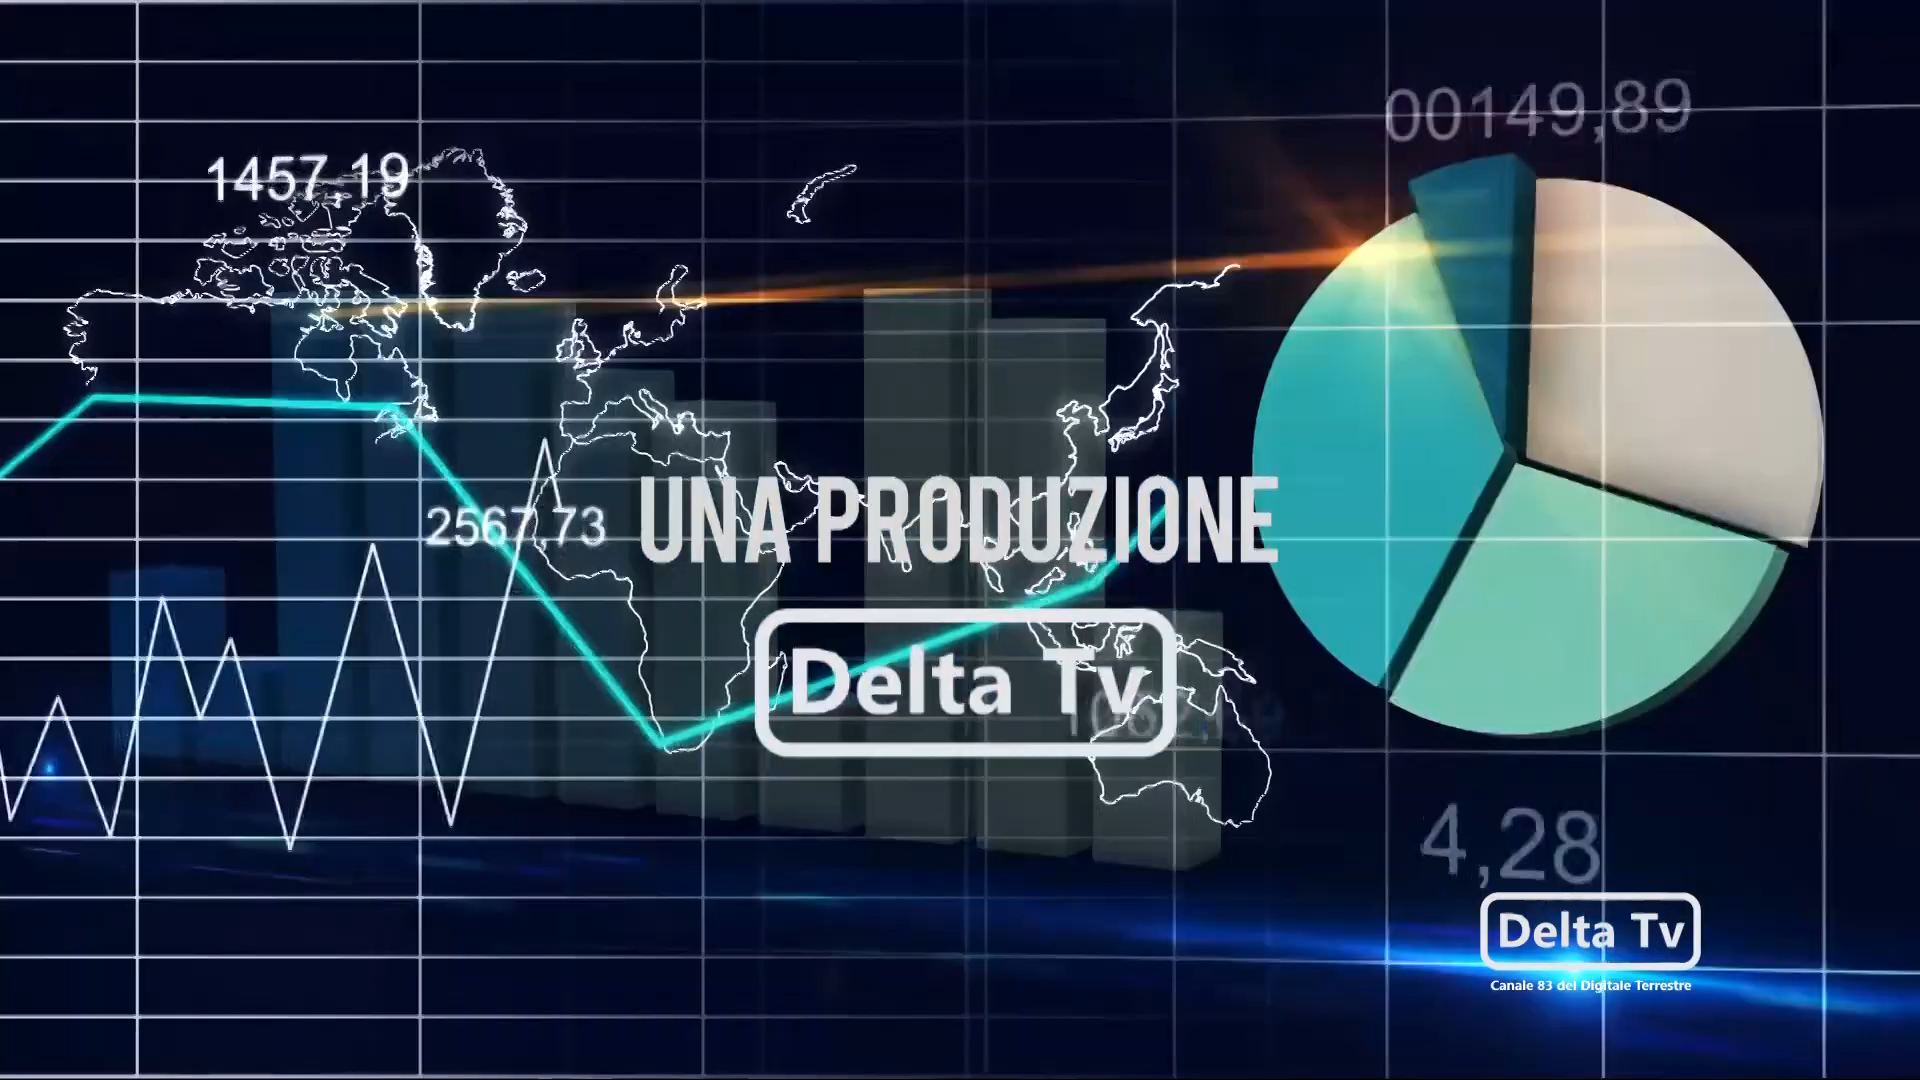 00149,89
1457,19
2567,73
UNA PRODUZIONE
Delta Tv
4,28
Delta Tv
Canale 83 del Digitale Terrestre